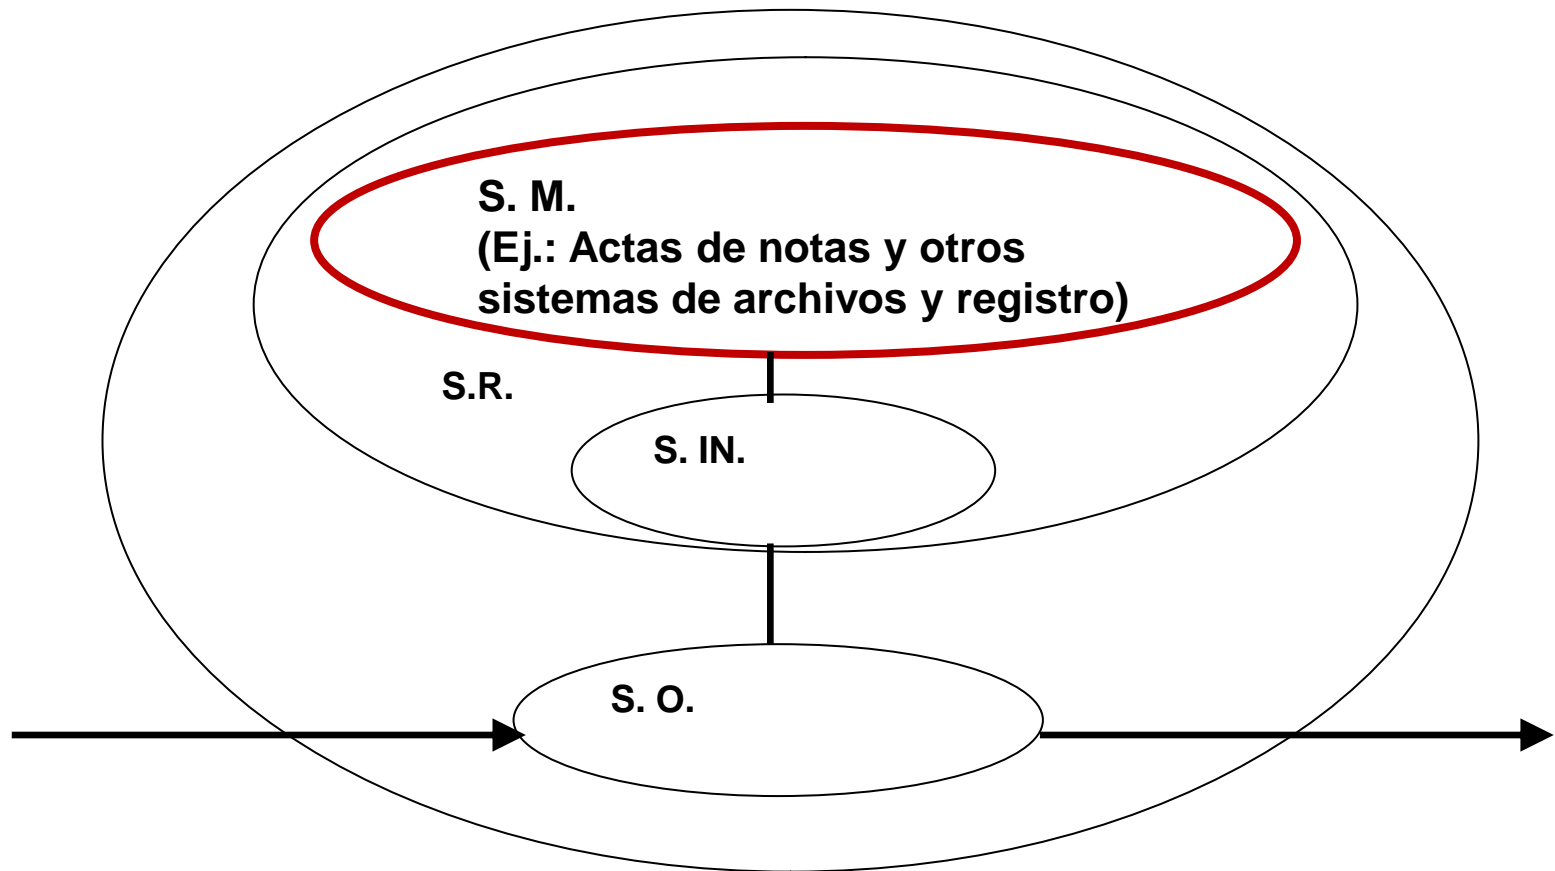 S. M.
(Ej.: Actas de notas y otros
sistemas de archivos y registro)
S.R.
S. IN.
S. O.